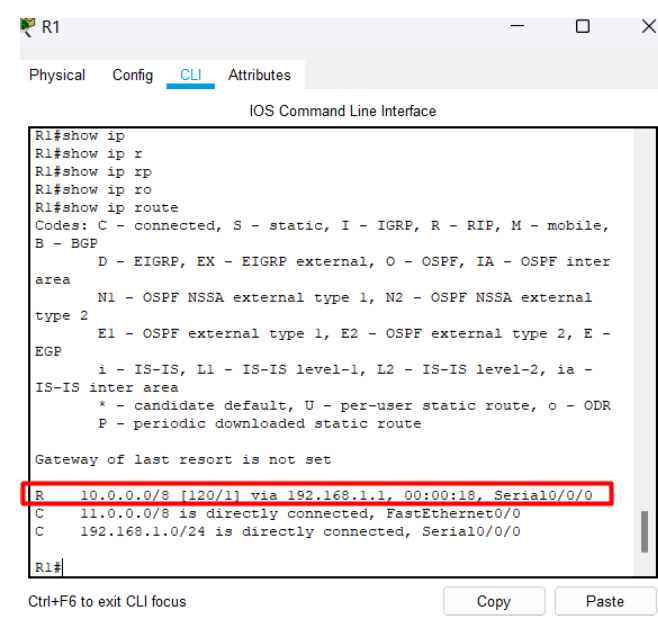 R1
Physical Config CLI Attributes
IOS Command Line Interface
R1#show ip
R1#show ip r
R1#show ip rp
R1#show ip ro
R1#show ip route
Codes: C - connected, S - static, I - IGRP, R - RIP, M - mobile,
B - BGP
D - EIGRP, EX - EIGRP external, O - OSPF, IA - OSPF inter
area
N1 - OSPF NSSA external type 1, N2 - OSPF NSSA external
type 2
E1 - OSPF external type 1, E2 - OSPF external type 2, E -
EGP
i - IS-IS, L1 - IS-IS level-1, L2 - IS-IS level-2, ia -
IS-IS inter area
* - candidate default, U - per-user static route, o - ODR
P - periodic downloaded static route
Gateway of last resort is not set
R 10.0.0.0/8 [120/1] via 192.168.1.1, 00:00:18, Serial0/0/0
C 11.0.0.0/8 is directly connected, FastEthernet0/0
C 192.168.1.0/24 is directly connected, Serial0/0/0
R1#
Ctrl+F6 to exit CLI focus Copy Paste